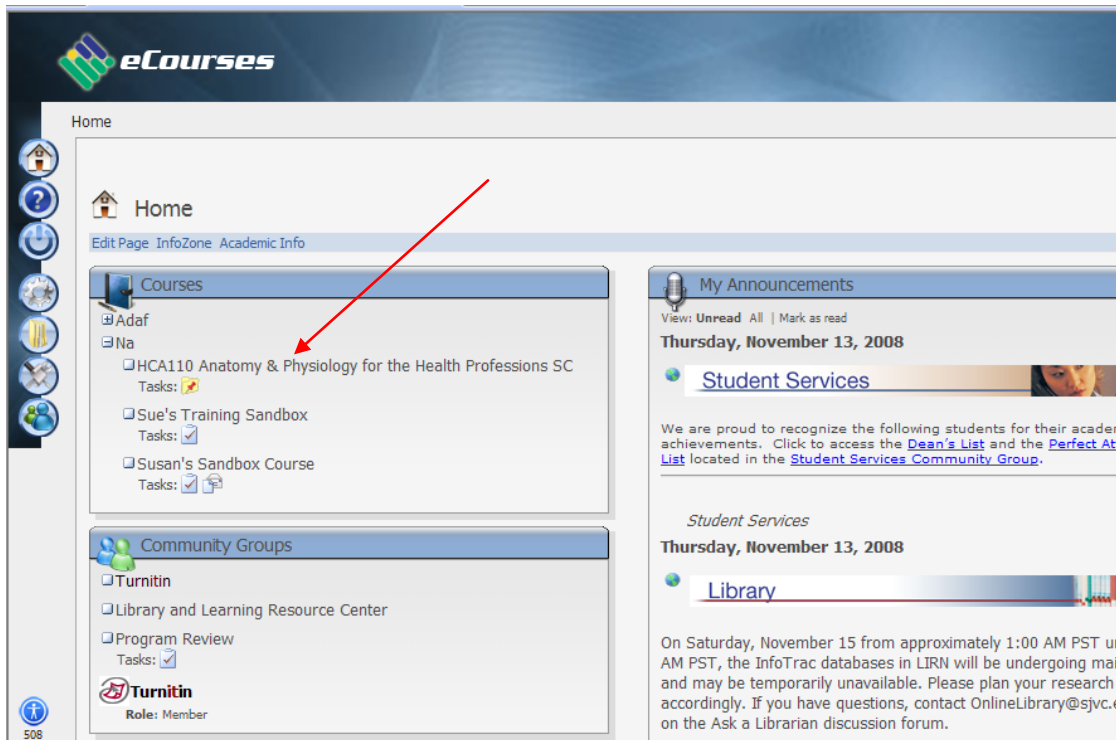 eCourses
Home
Home
Edit Page InfoZone Academic Info
Courses
Adaf
Na
HCA110 Anatomy & Physiology for the Health Professions SC
Tasks:
Sue's Training Sandbox
Tasks:
Susan's Sandbox Course
Tasks:
Community Groups
Turnitin
Library and Learning Resource Center
Program Review
Tasks:
Turnitin
Role: Member
508
My Announcements
View: Unread All | Mark as read
Thursday, November 13, 2008
Student Services
We are proud to recognize the following students for their
achievements. Click to access the Dean's List and the Perfect
List located in the Student Services Community Group.
Student Services
Thursday, November 13, 2008
Library
On Saturday, November 15 from approximately 1:00 AM PST
AM PST, the InfoTrac databases in LIRN will be undergoing
and may be temporarily unavailable. Please plan your research
accordingly. If you have questions, contact OnlineLibrary@sjvc.
on the Ask a Librarian discussion forum.